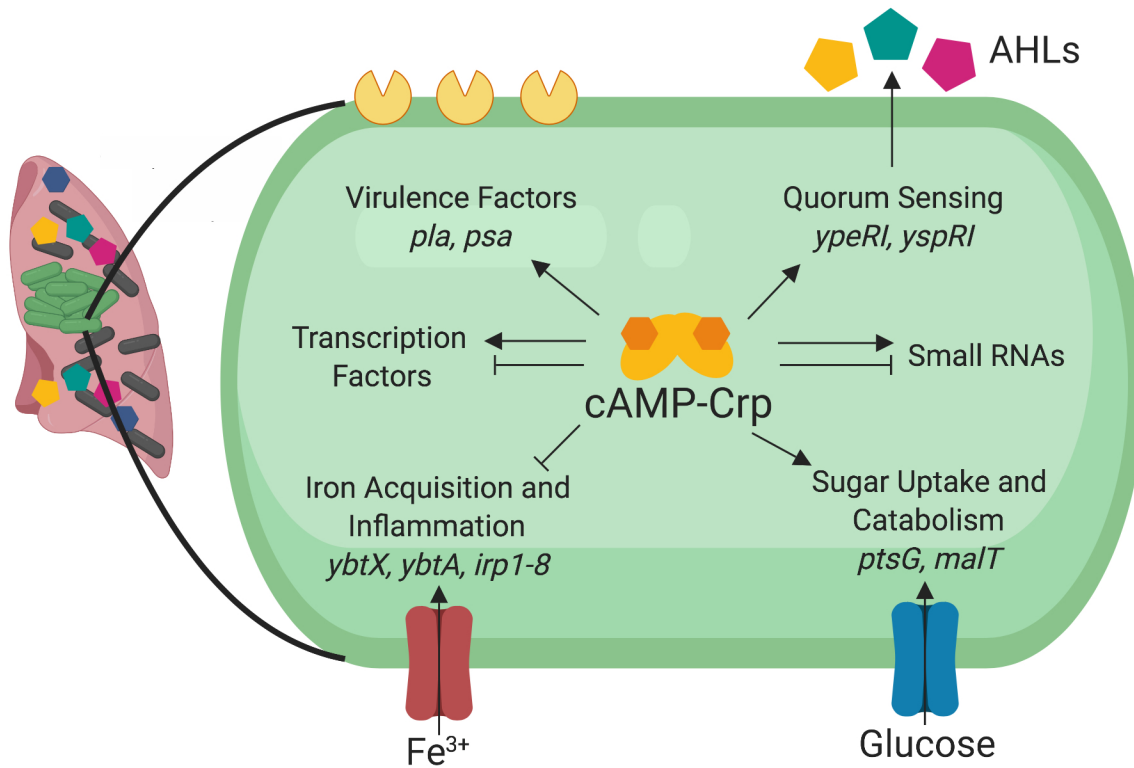 AHLs
Virulence Factors
pla, psa
Quorum Sensing
ypeRI, yspRI
Transcription
Factors
Small RNAs
cAMP-Crp
Iron Acquisition and
Inflammation
ybtX, ybtA, irp1-8
Sugar Uptake and
Catabolism
ptsG, malT
Fe³⁺
Glucose